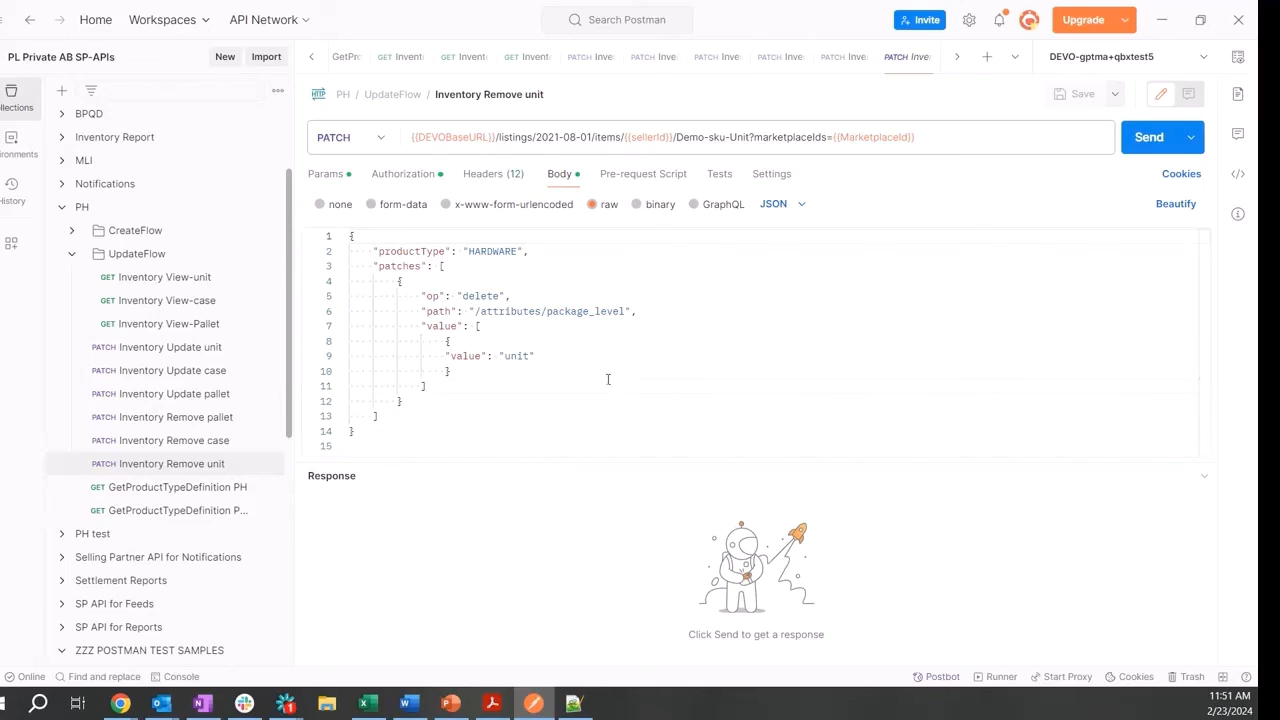 Home Workspaces API Network Search Postman Invite Upgrade
PL Private AB SP-APIs New Import
GetPr Invent Invent Invent PATCH Inve PATCH Inve PATCH Inve PATCH Inve PATCH Inve PATCH Inve DEVO-gptma+qbxtest5
llections
ironments
History
BPQD
Inventory Report
MLI
Notifications
PH
CreateFlow
UpdateFlow
GET Inventory View-unit
GET Inventory View-case
GET Inventory View-Pallet
PATCH Inventory Update unit
PATCH Inventory Update case
PATCH Inventory Update pallet
PATCH Inventory Remove pallet
PATCH Inventory Remove case
PATCH Inventory Remove unit
GET GetProductTypeDefinition PH
GET GetProductTypeDefinition P...
PH test
Selling Partner API for Notifications
Settlement Reports
SP API for Feeds
SP API for Reports
ZZZ POSTMAN TEST SAMPLES
HTTP PH / UpdateFlow / Inventory Remove unit Save
PATCH {{DEVOBaseURL}}/listings/2021-08-01/items/{{sellerId}}/Demo-sku-Unit?marketplaceIds={{MarketplaceId}} Send
Params Authorization Headers (12) Body Pre-request Script Tests Settings Cookies
none form-data x-www-form-urlencoded raw binary GraphQL JSON Beautify
1 {
2 "productType": "HARDWARE",
3 "patches": [
4 {
5 "op": "delete",
6 "path": "/attributes/package_level",
7 "value": [
8 {
9 "value": "unit"
10 }
11 ]
12 }
13 ]
14 }
15
Response
Click Send to get a response
Online Find and replace Console Postbot Runner Start Proxy Cookies Trash
11:51 AM
2/23/2024